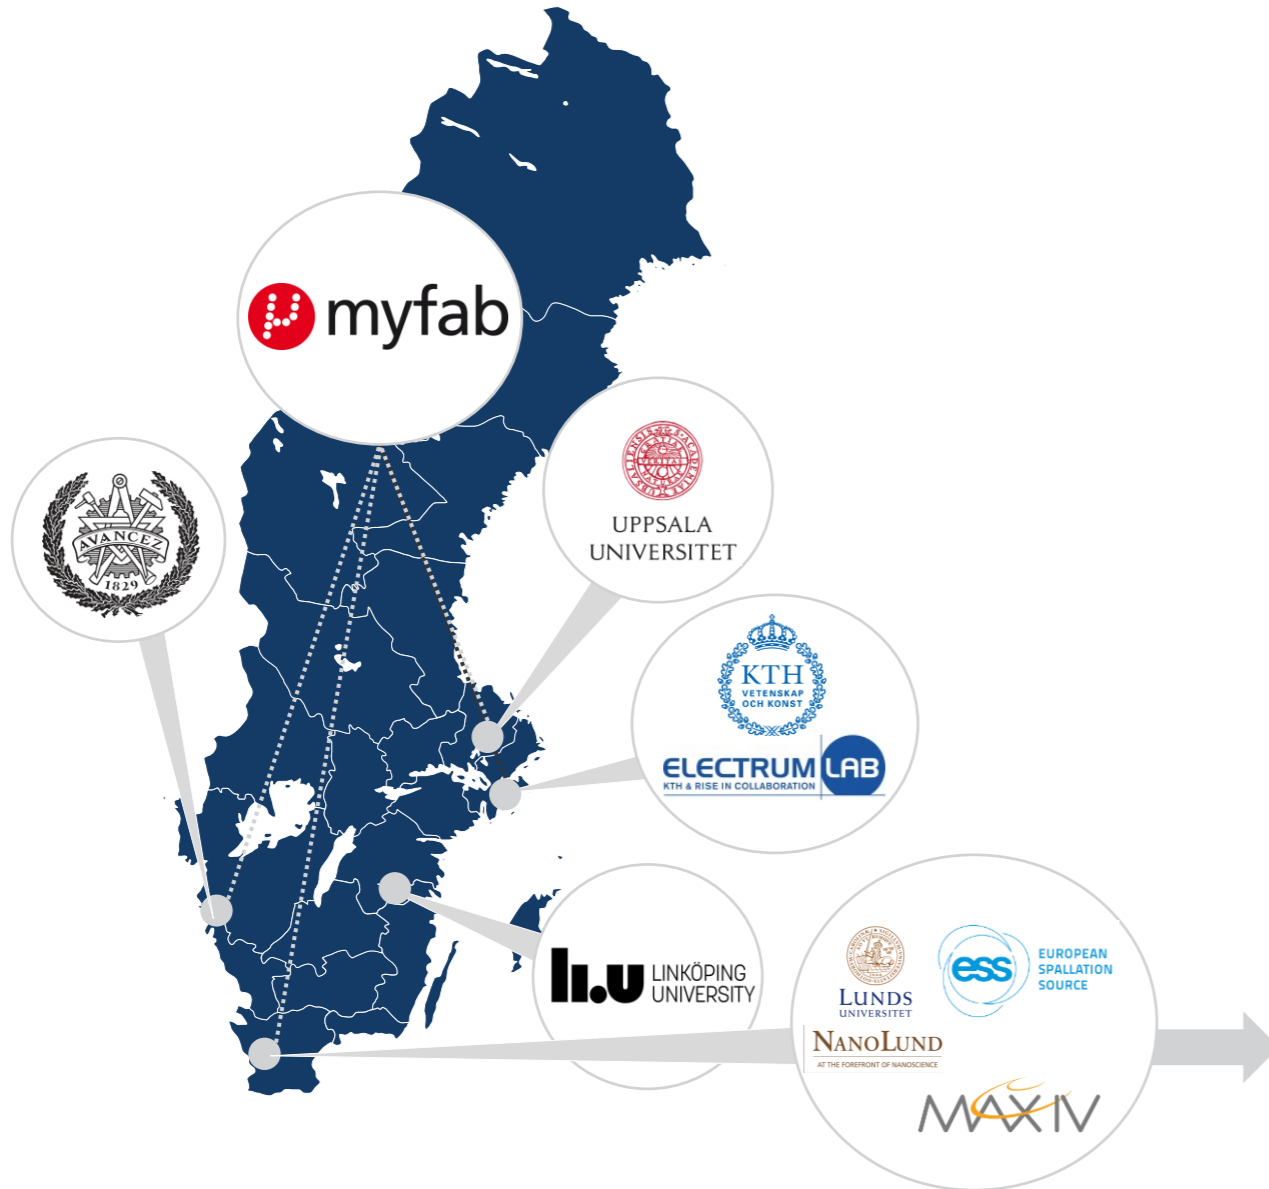 myfab
UPPSALA
UNIVERSITET
AVANCEZ
1829
KTH
VETENSKAP
OCH KONST
ELECTRUM LAB
KTH & RISE IN COLLABORATION
li.u LINKÖPING
UNIVERSITY
LUNDS
UNIVERSITET
ess EUROPEAN
SPALLATION
SOURCE
NANOLUND
AT THE FOREFRONT OF NANOSCIENCE
MAX IV